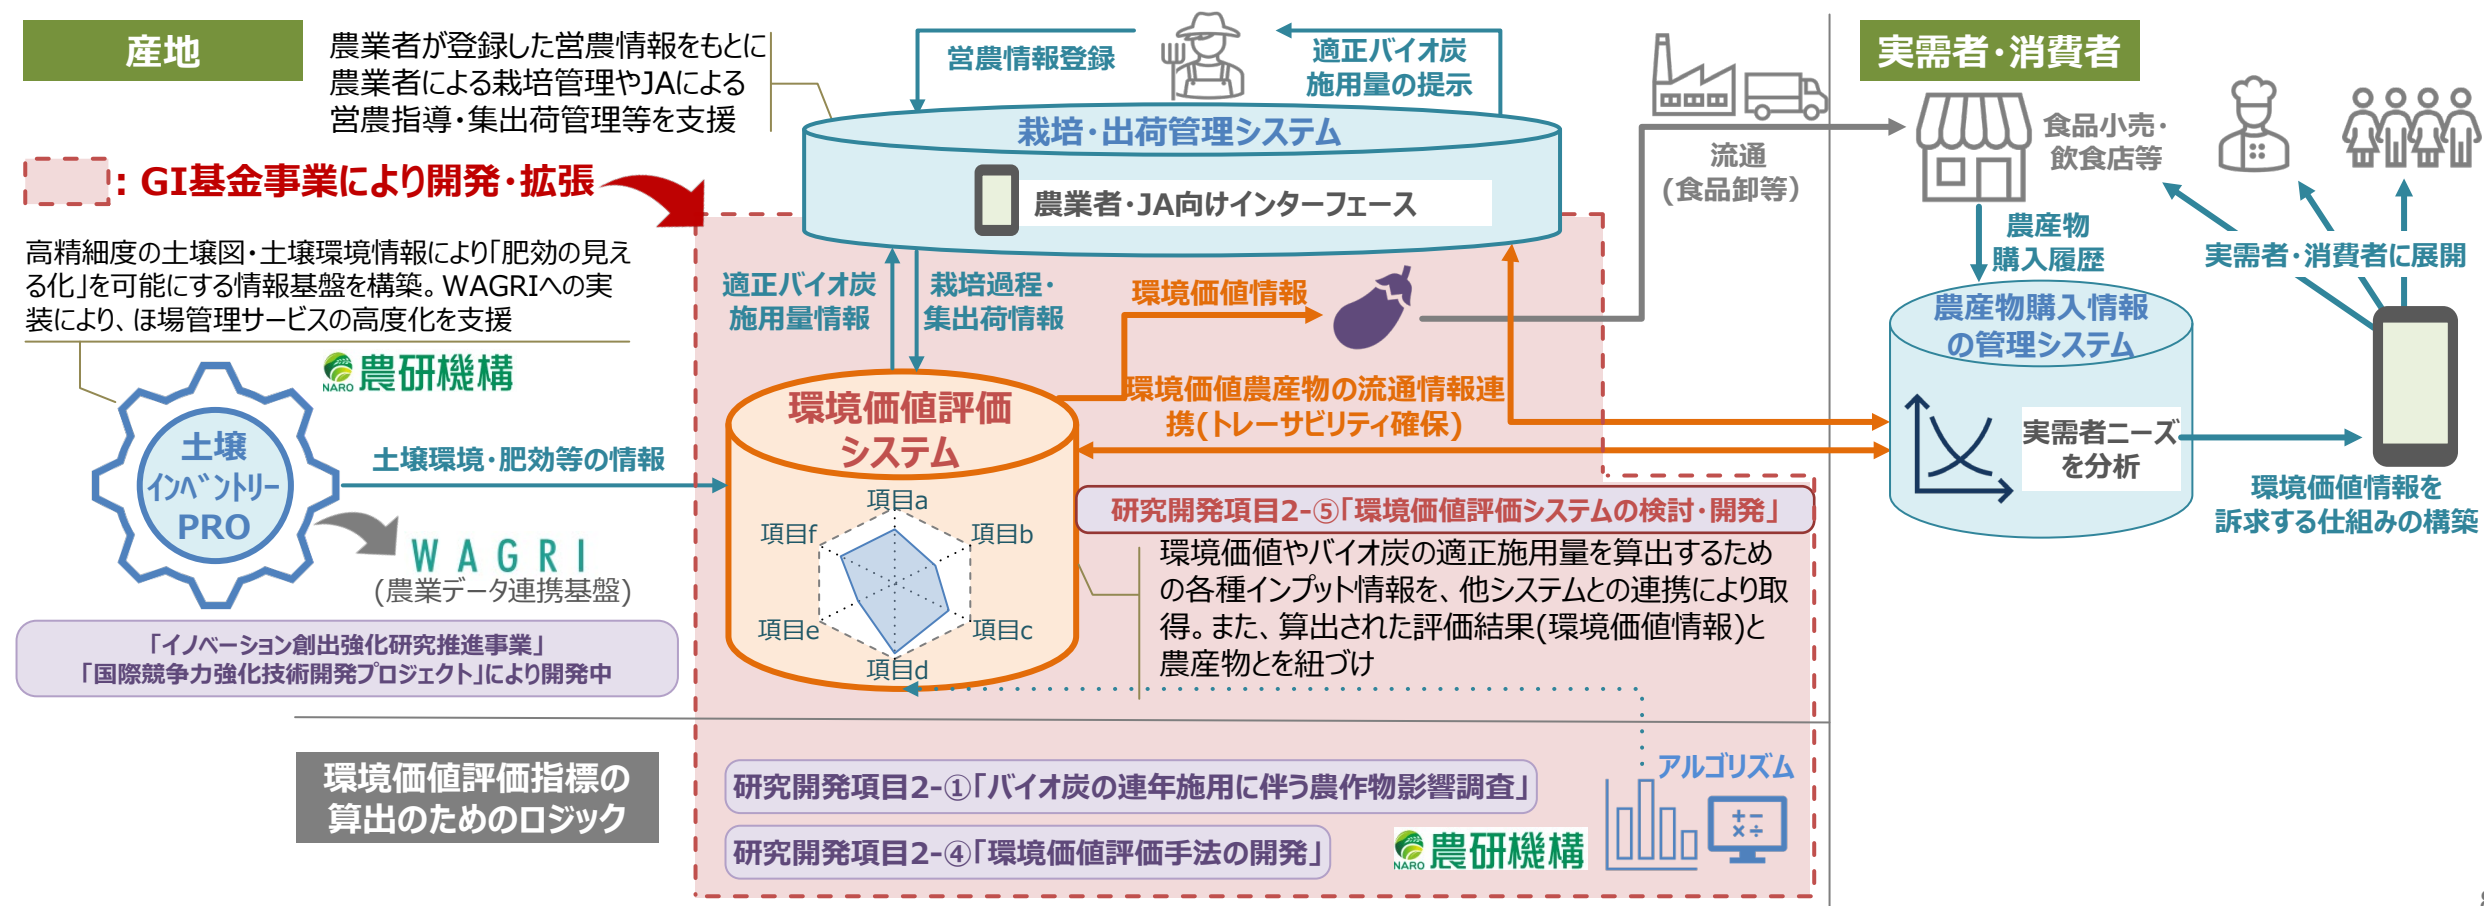 産地
農業者が登録した営農情報をもとに
農業者による栽培管理やJAによる
営農指導・集出荷管理等を支援
: GI基金事業により開発・拡張
高精細度の土壌図・土壌環境情報により「肥効の見え
る化」を可能にする情報基盤を構築。WAGRIへの実
装により、ほ場管理サービスの高度化を支援
NARO 農研機構
土壌
インベントリー
PRO
土壌環境・肥効等の情報
WAGRI
(農業データ連携基盤)
「イノベーション創出強化研究推進事業」
「国際競争力強化技術開発プロジェクト」により開発中
営農情報登録
適正バイオ炭
施用量の提示
栽培・出荷管理システム
農業者・JA向けインターフェース
適正バイオ炭
施用量情報
栽培過程・
集出荷情報
環境価値情報
環境価値農産物の流通情報連
携(トレーサビリティ確保)
環境価値評価
システム
項目a
項目b
項目c
項目d
項目e
項目f
研究開発項目2-⑤「環境価値評価システムの検討・開発」
環境価値やバイオ炭の適正施用量を算出するため
の各種インプット情報を、他システムとの連携により取
得。また、算出された評価結果(環境価値情報)と
農産物とを紐づけ
流通
(食品卸等)
実需者・消費者
食品小売・
飲食店等
農産物
購入履歴
実需者・消費者に展開
農産物購入情報
の管理システム
実需者ニーズ
を分析
環境価値情報を
訴求する仕組みの構築
環境価値評価指標の
算出のためのロジック
研究開発項目2-①「バイオ炭の連年施用に伴う農作物影響調査」
研究開発項目2-④「環境価値評価手法の開発」
NARO 農研機構
アルゴリズム